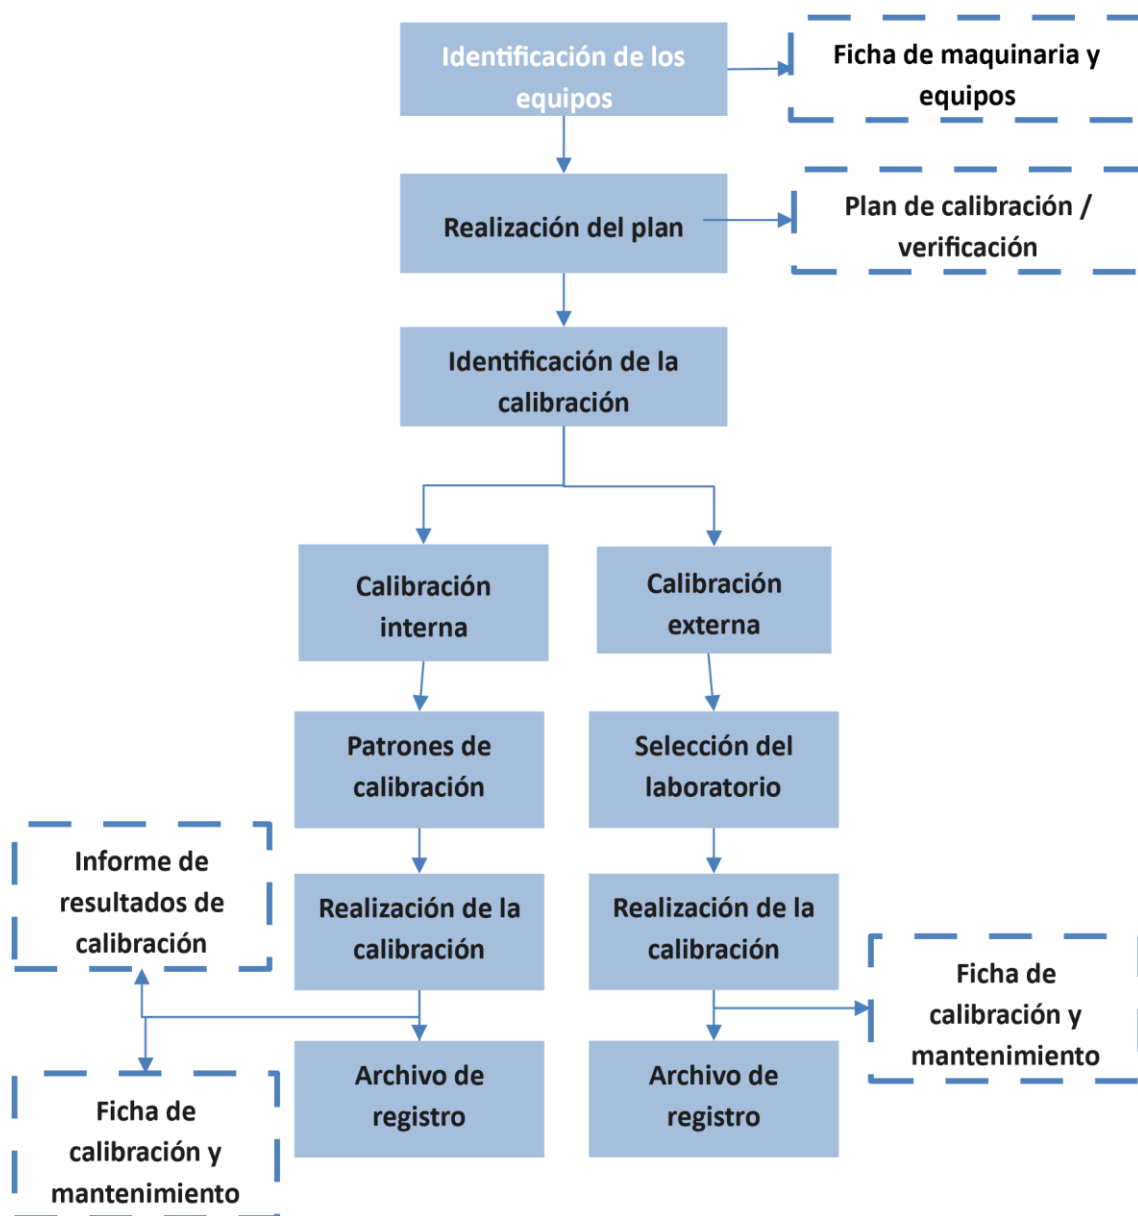 Identificación de los
equipos
Ficha de maquinaria y
equipos
Realización del plan
Plan de calibración /
verificación
Identificación de la
calibración
Calibración
interna
Calibración
externa
Patrones de
calibración
Selección del
laboratorio
Informe de
resultados de
calibración
Realización de la
calibración
Realización de la
calibración
Ficha de
calibración y
mantenimiento
Archivo de
registro
Archivo de
registro
Ficha de
calibración y
mantenimiento